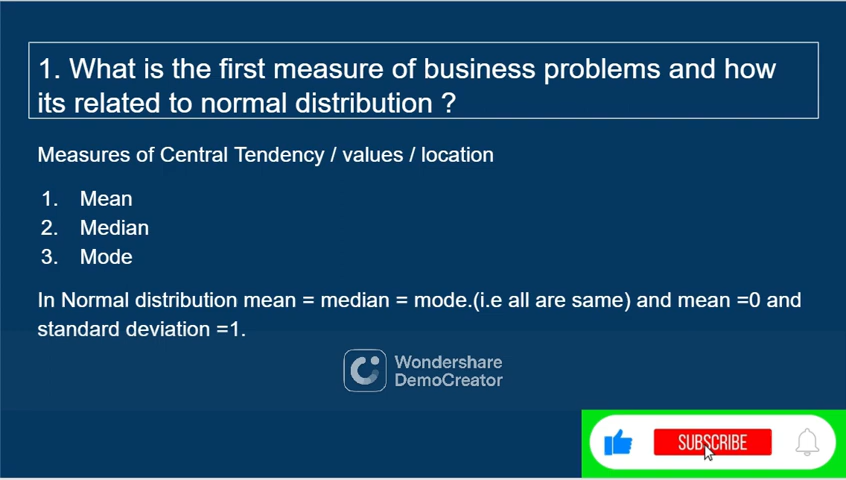 1. What is the first measure of business problems and how
its related to normal distribution ?
Measures of Central Tendency / values / location
1. Mean
2. Median
3. Mode
In Normal distribution mean = median = mode.(i.e all are same) and mean =0 and
standard deviation =1.
Wondershare
DemoCreator
SUBSCRIBE